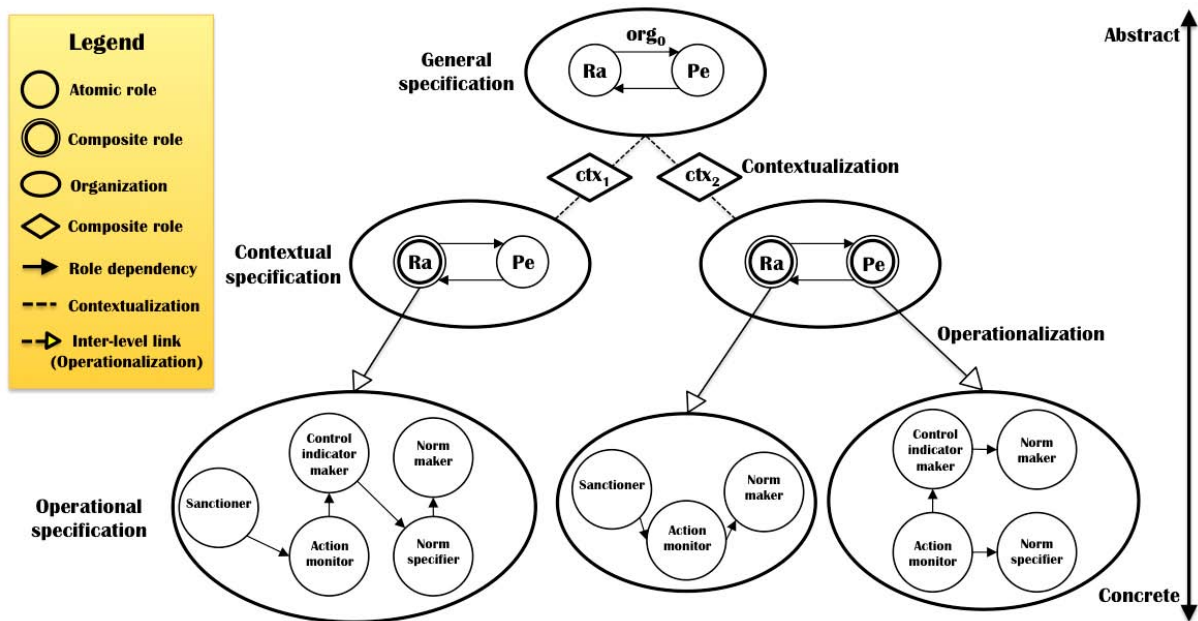 Legend
Atomic role
Composite role
Organization
Composite role
Role dependency
Contextualization
Inter-level link
(Operationalization)
General
specification
org₀
Ra
Pe
Abstract
ctx₁
ctx₂
Contextualization
Contextual
specification
Ra
Pe
Ra
Pe
Operationalization
Operational
specification
Sanctioner
Control
indicator
maker
Norm
maker
Action
monitor
Norm
specifier
Sanctioner
Action
monitor
Norm
maker
Control
indicator
maker
Norm
maker
Action
monitor
Norm
specifier
Concrete